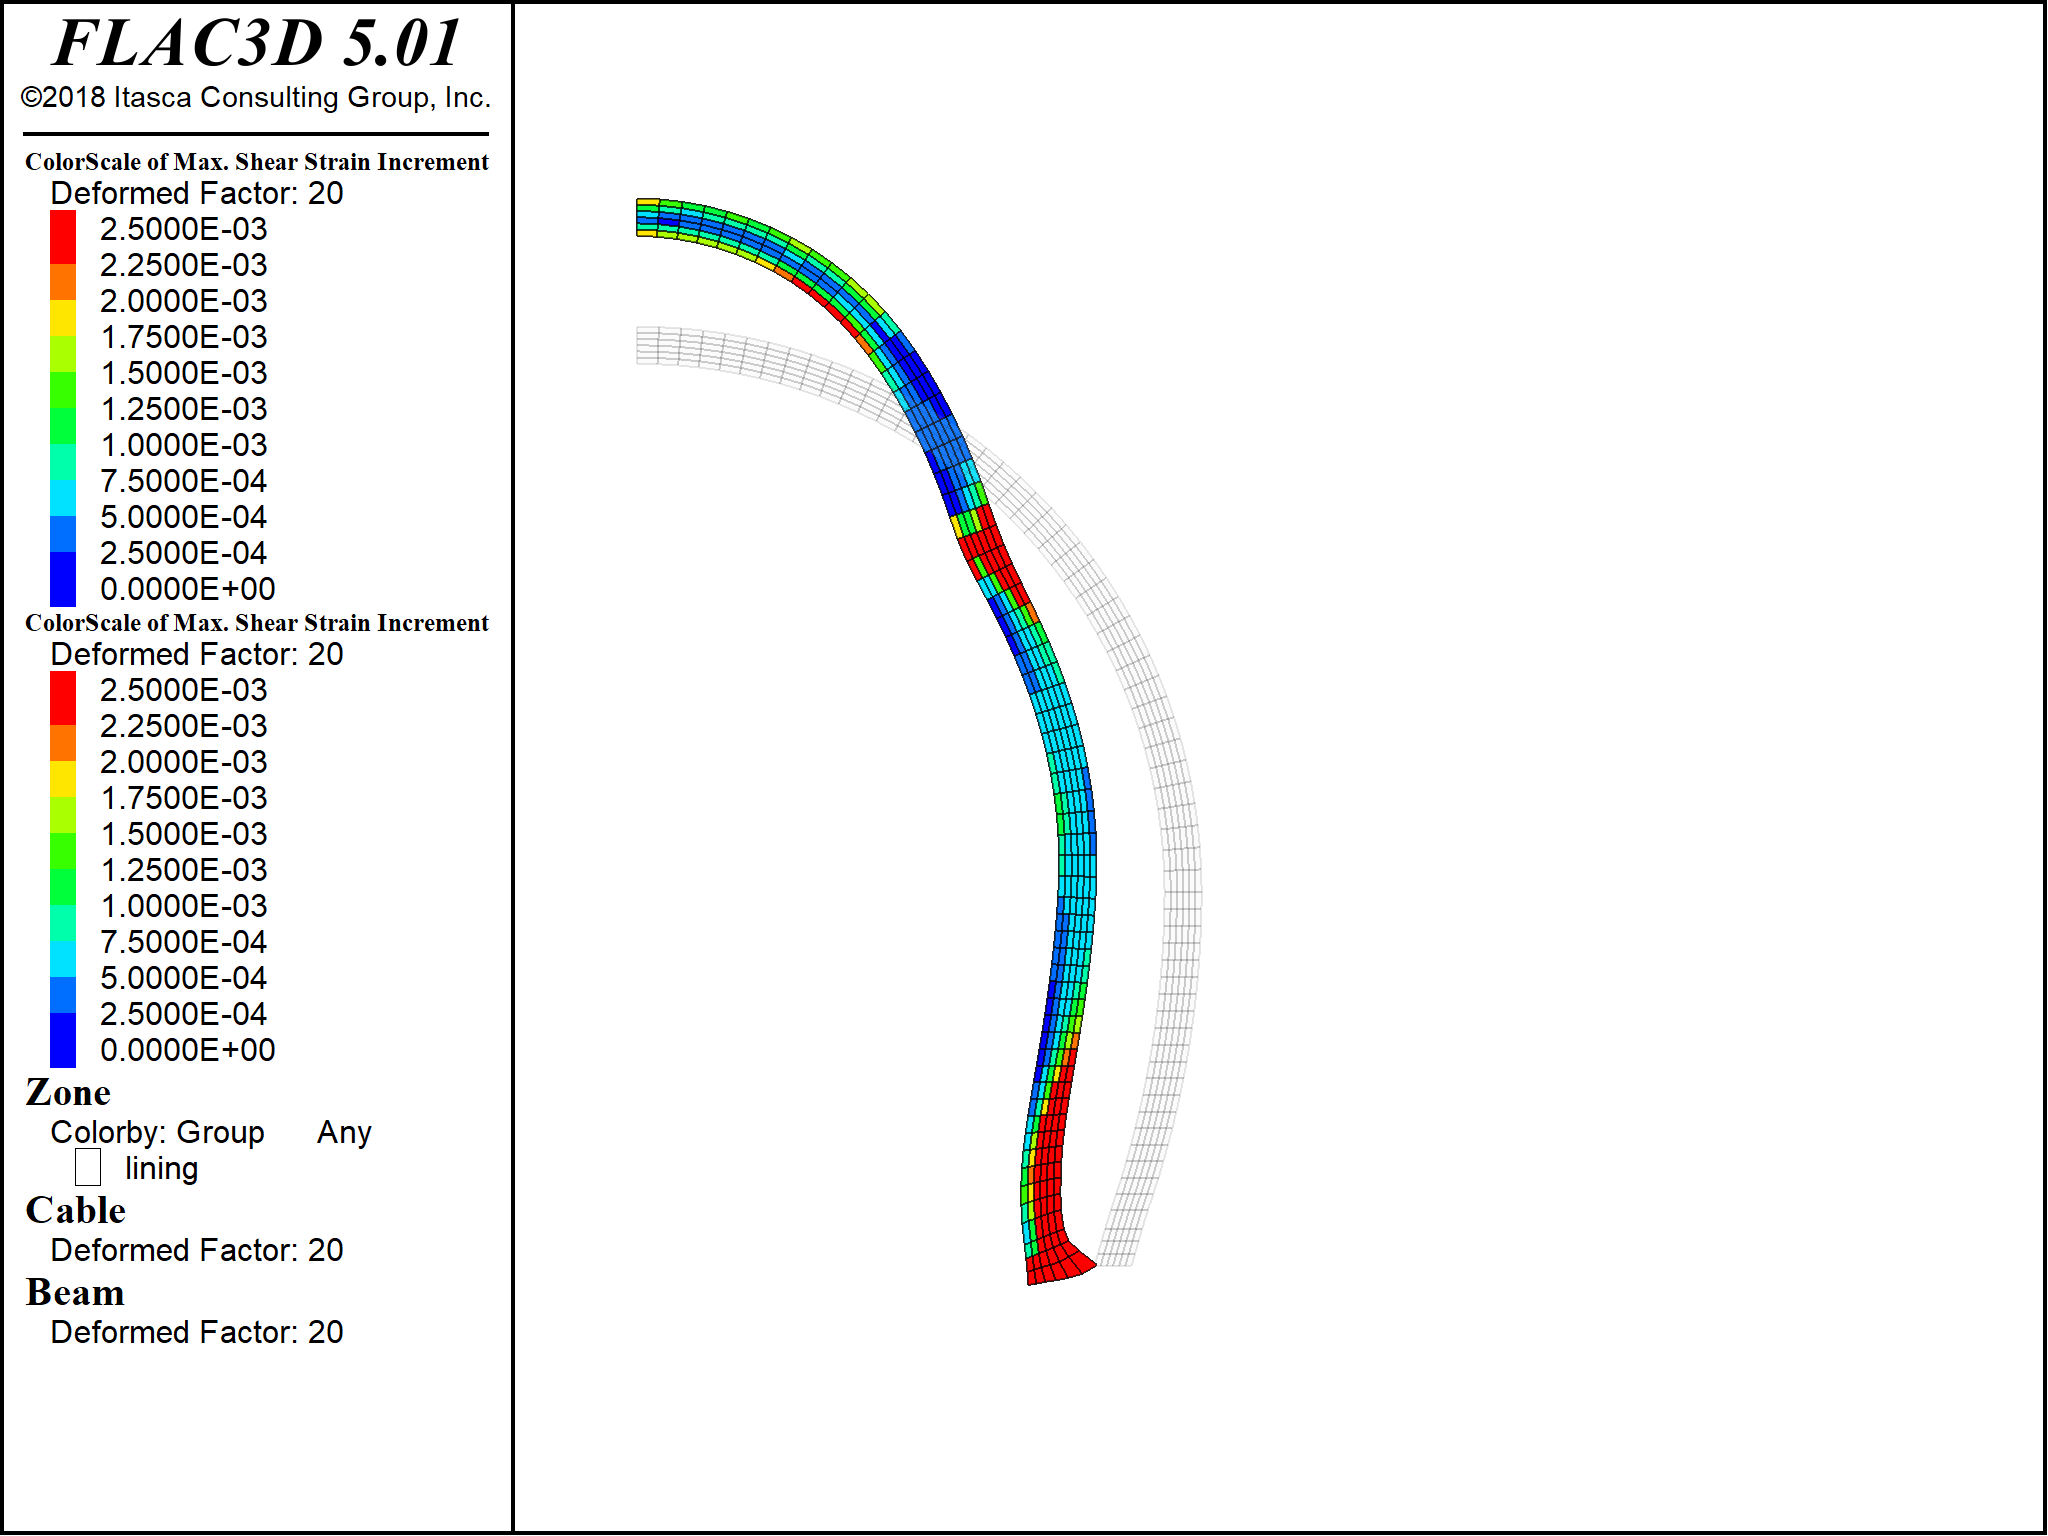 FLAC3D 5.01
©2018 Itasca Consulting Group, Inc.
ColorScale of Max. Shear Strain Increment
Deformed Factor: 20
2.5000E-03
2.2500E-03
2.0000E-03
1.7500E-03
1.5000E-03
1.2500E-03
1.0000E-03
7.5000E-04
5.0000E-04
2.5000E-04
0.0000E+00
ColorScale of Max. Shear Strain Increment
Deformed Factor: 20
2.5000E-03
2.2500E-03
2.0000E-03
1.7500E-03
1.5000E-03
1.2500E-03
1.0000E-03
7.5000E-04
5.0000E-04
2.5000E-04
0.0000E+00
Zone
Colorby: Group Any
lining
Cable
Deformed Factor: 20
Beam
Deformed Factor: 20